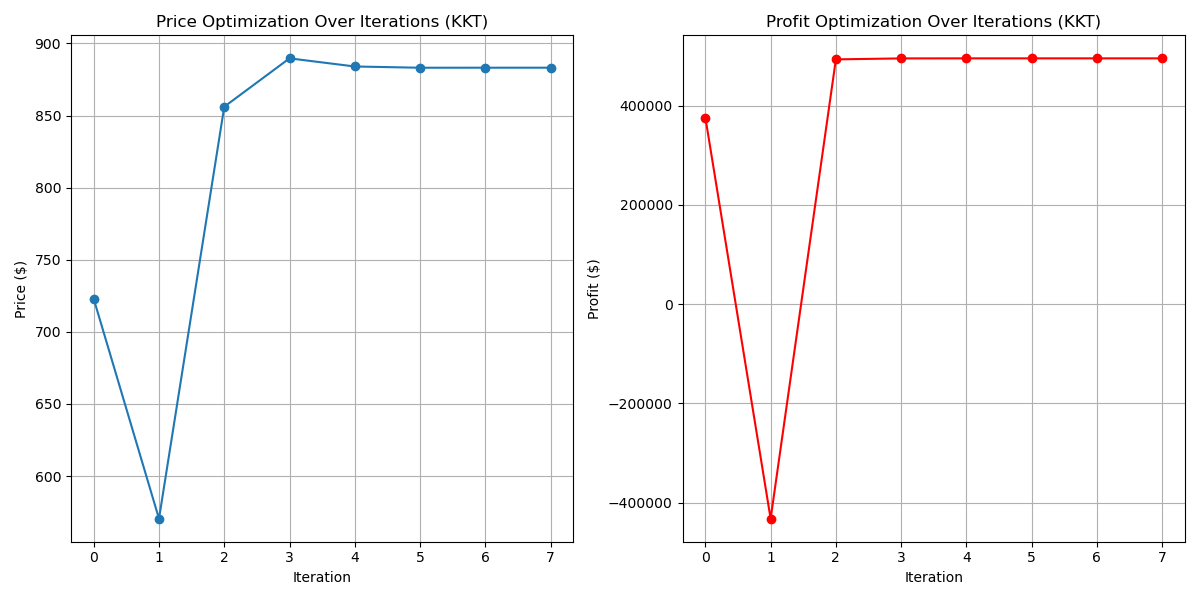 Price Optimization Over Iterations (KKT)
900
850
800
750
700
650
600
Price ($)
0 1 2 3 4 5 6 7
Iteration
Profit Optimization Over Iterations (KKT)
400000
200000
0
−200000
−400000
Profit ($)
0 1 2 3 4 5 6 7
Iteration